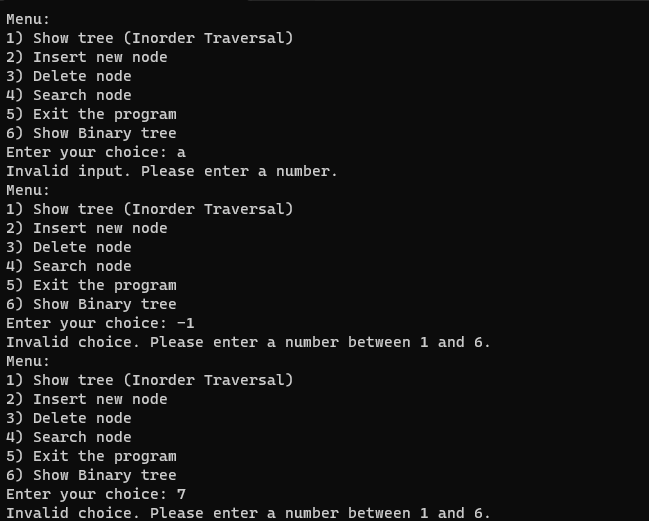 Menu:
1) Show tree (Inorder Traversal)
2) Insert new node
3) Delete node
4) Search node
5) Exit the program
6) Show Binary tree
Enter your choice: a
Invalid input. Please enter a number.
Menu:
1) Show tree (Inorder Traversal)
2) Insert new node
3) Delete node
4) Search node
5) Exit the program
6) Show Binary tree
Enter your choice: -1
Invalid choice. Please enter a number between 1 and 6.
Menu:
1) Show tree (Inorder Traversal)
2) Insert new node
3) Delete node
4) Search node
5) Exit the program
6) Show Binary tree
Enter your choice: 7
Invalid choice. Please enter a number between 1 and 6.